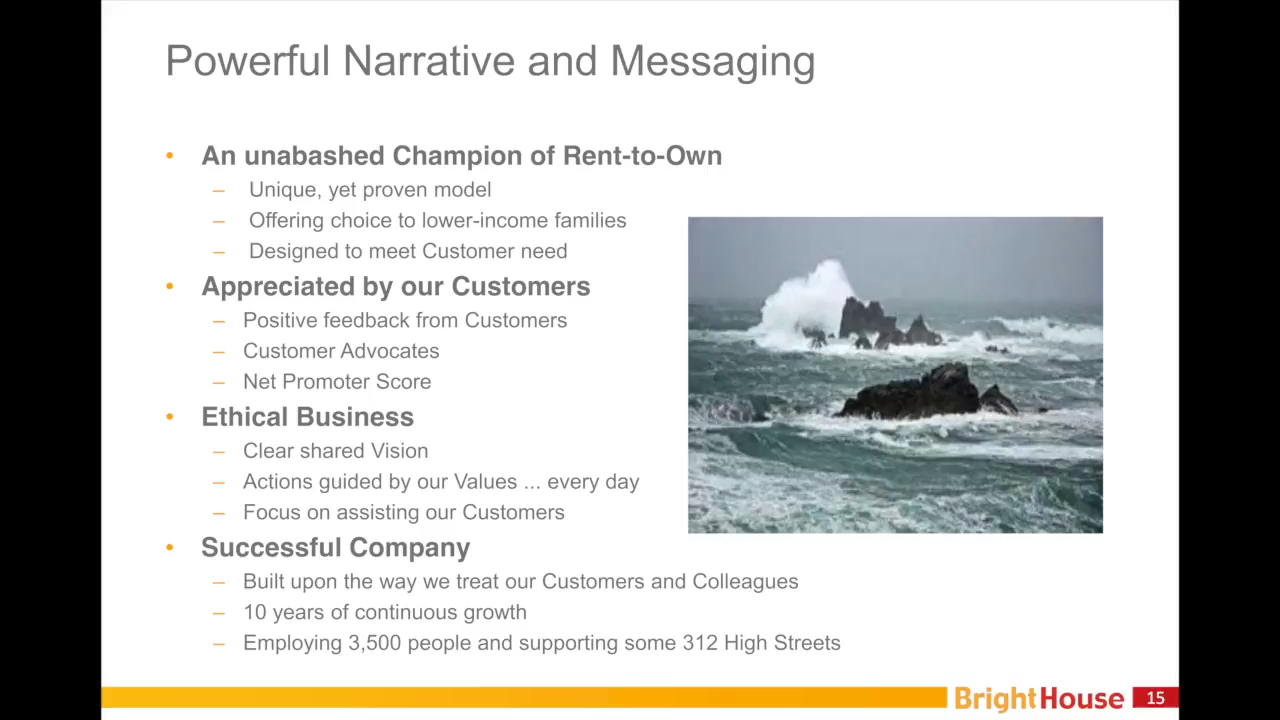 Powerful Narrative and Messaging
• An unabashed Champion of Rent-to-Own
– Unique, yet proven model
– Offering choice to lower-income families
– Designed to meet Customer need
• Appreciated by our Customers
– Positive feedback from Customers
– Customer Advocates
– Net Promoter Score
• Ethical Business
– Clear shared Vision
– Actions guided by our Values ... every day
– Focus on assisting our Customers
• Successful Company
– Built upon the way we treat our Customers and Colleagues
– 10 years of continuous growth
– Employing 3,500 people and supporting some 312 High Streets
BrightHouse 15